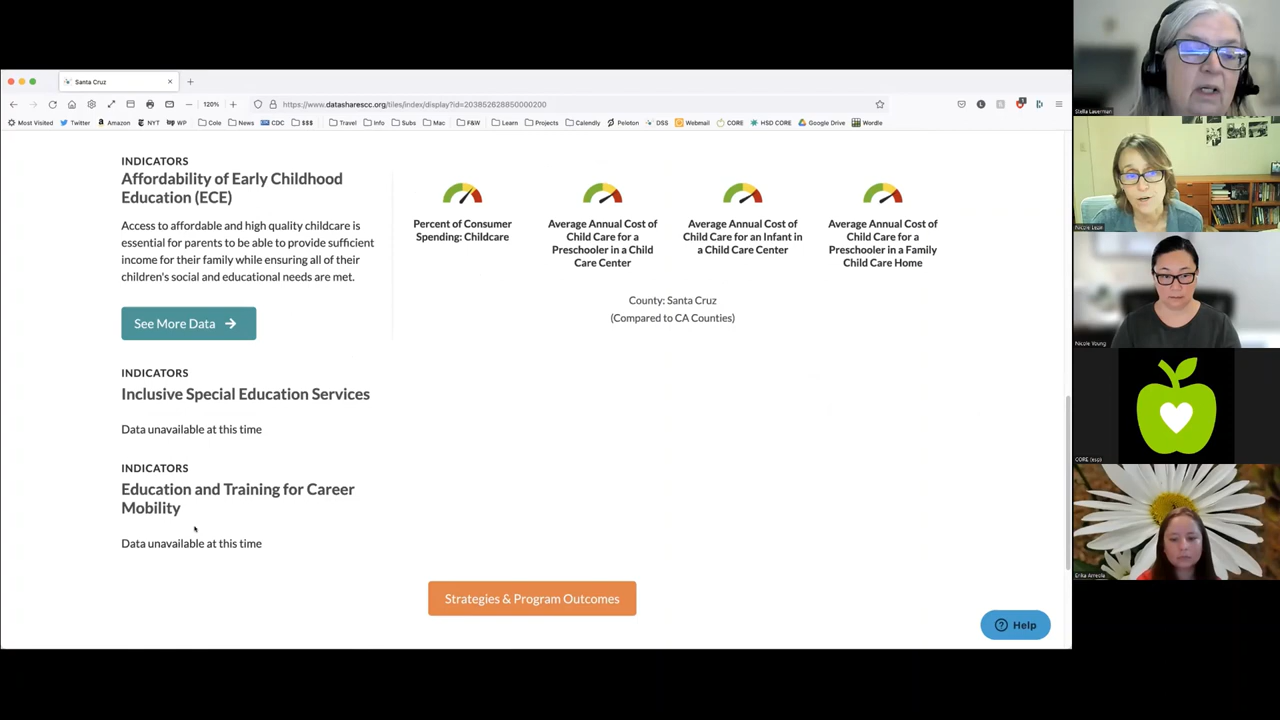 Santa Cruz
120%
https://www.datasharescc.org/tiles/index/display?id=203852628850000200
Most Visited Twitter Amazon NYT WP Cole News CDC $$$ Travel Info Subs Mac F&W Learn Projects Calendly Peloton DSS Webmail CORE HSD CORE Google Drive Wordle
INDICATORS
Affordability of Early Childhood
Education (ECE)
Access to affordable and high quality childcare is
essential for parents to be able to provide sufficient
income for their family while ensuring all of their
children's social and educational needs are met.
See More Data
Percent of Consumer
Spending: Childcare
Average Annual Cost of
Child Care for a
Preschooler in a Child
Care Center
Average Annual Cost of
Child Care for an Infant in
a Child Care Center
Average Annual Cost of
Child Care for a
Preschooler in a Family
Child Care Home
County: Santa Cruz
(Compared to CA Counties)
INDICATORS
Inclusive Special Education Services
Data unavailable at this time
INDICATORS
Education and Training for Career
Mobility
Data unavailable at this time
Strategies & Program Outcomes
Help
Stella Lauerman
Nicole Young
CORE (esp)